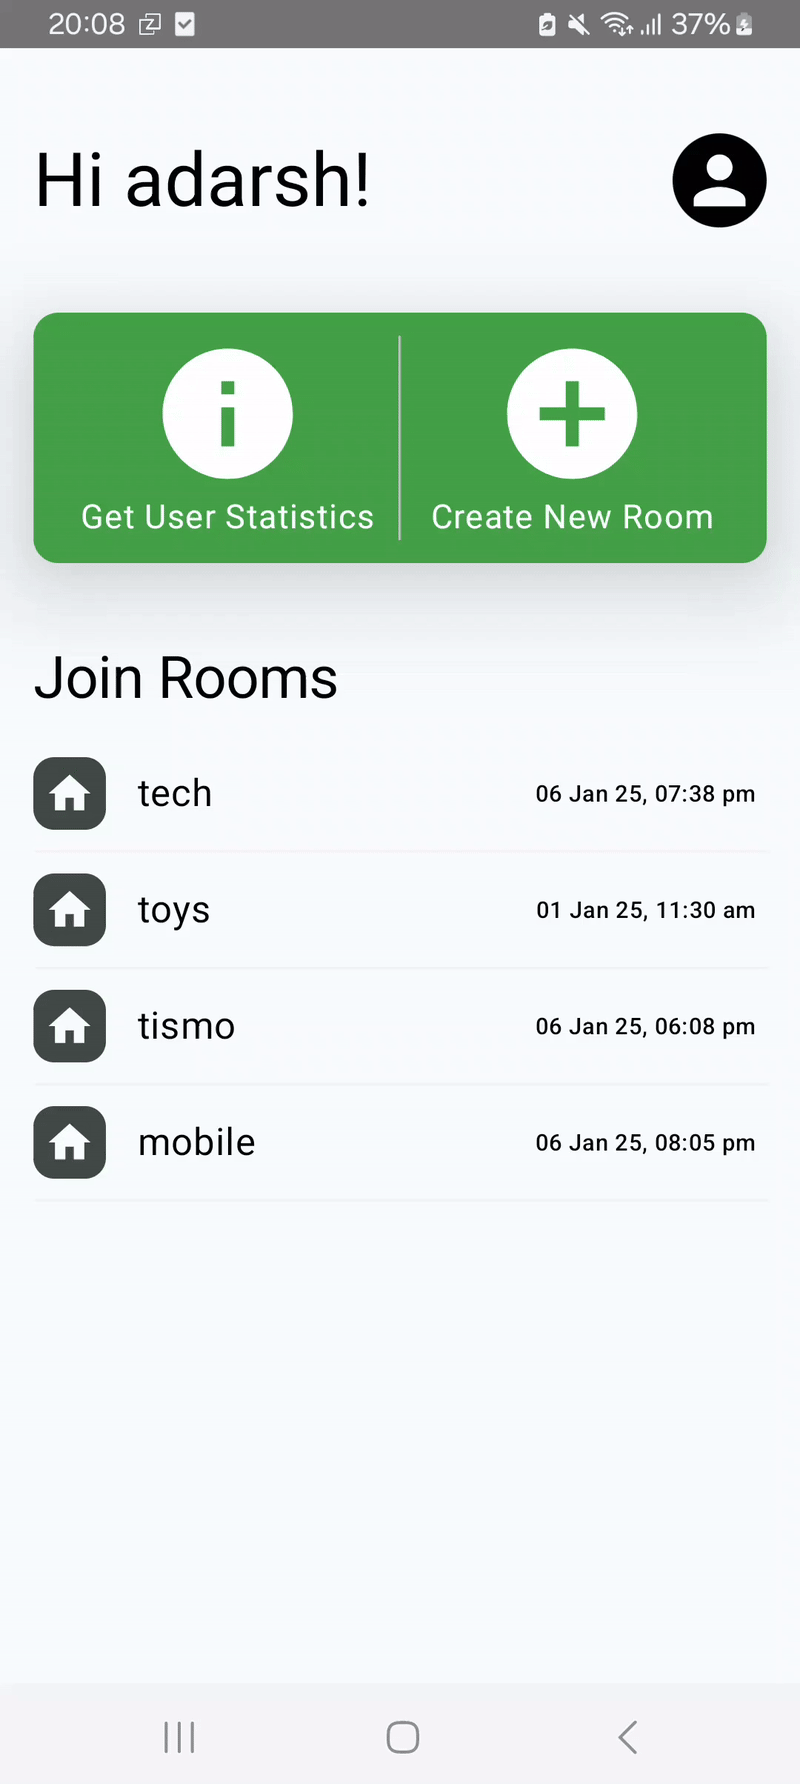 20:08 37%
Hi adarsh!
Get User Statistics Create New Room
Join Rooms
tech 06 Jan 25, 07:38 pm
toys 01 Jan 25, 11:30 am
tismo 06 Jan 25, 06:08 pm
mobile 06 Jan 25, 08:05 pm